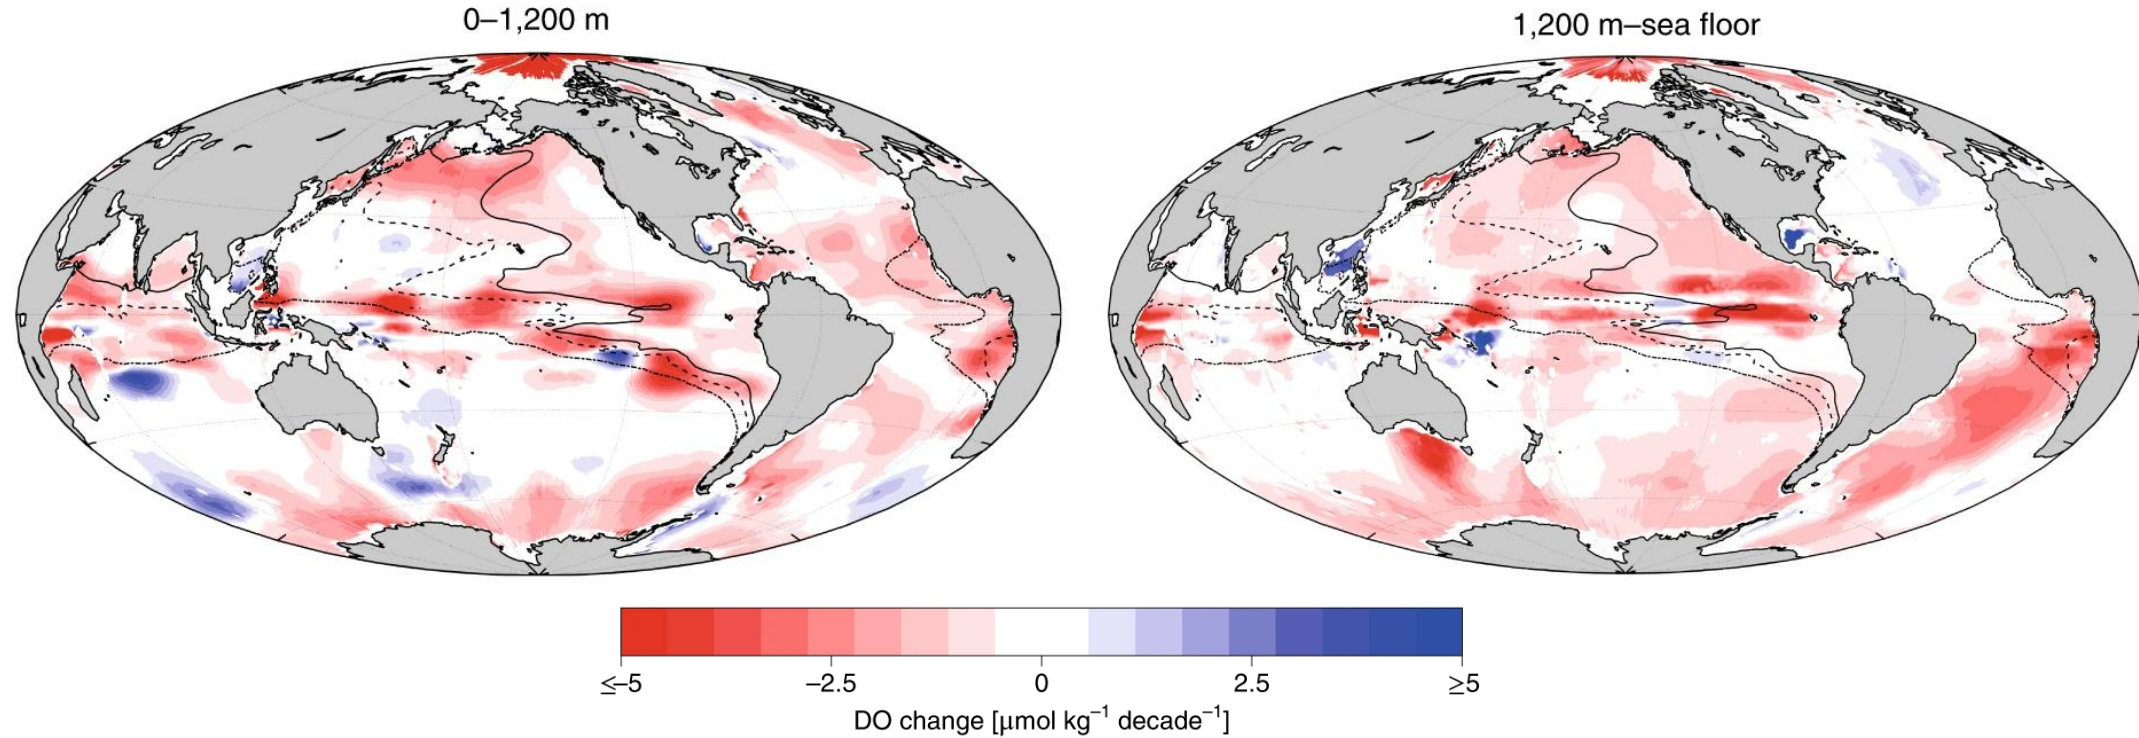 0–1,200 m
1,200 m–sea floor
≤–5 –2.5 0 2.5 ≥5
DO change [μmol kg⁻¹ decade⁻¹]